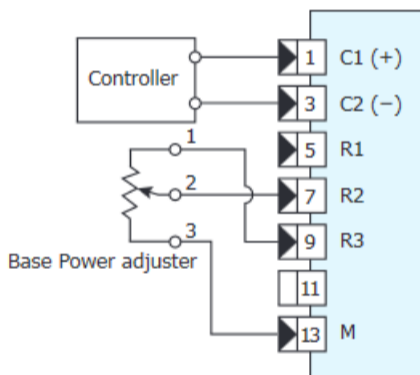 Controller
1 C1 (+)
3 C2 (−)
5 R1
1
2
7 R2
3
9 R3
Base Power adjuster
11
13 M